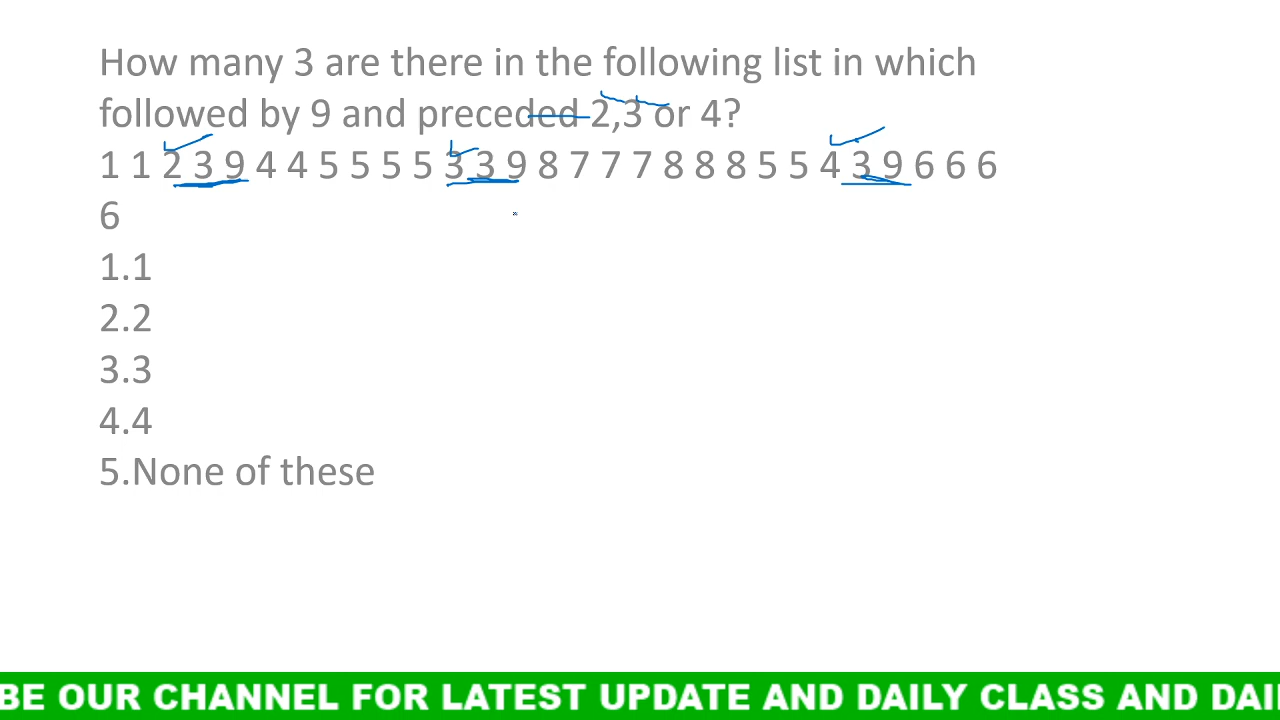 How many 3 are there in the following list in which
followed by 9 and preceded 2,3 or 4?
1 1 2 3 9 4 4 5 5 5 5 3 3 9 8 7 7 7 8 8 8 5 5 4 3 9 6 6 6
6
1.1
2.2
3.3
4.4
5.None of these
BE OUR CHANNEL FOR LATEST UPDATE AND DAILY CLASS AND DAI